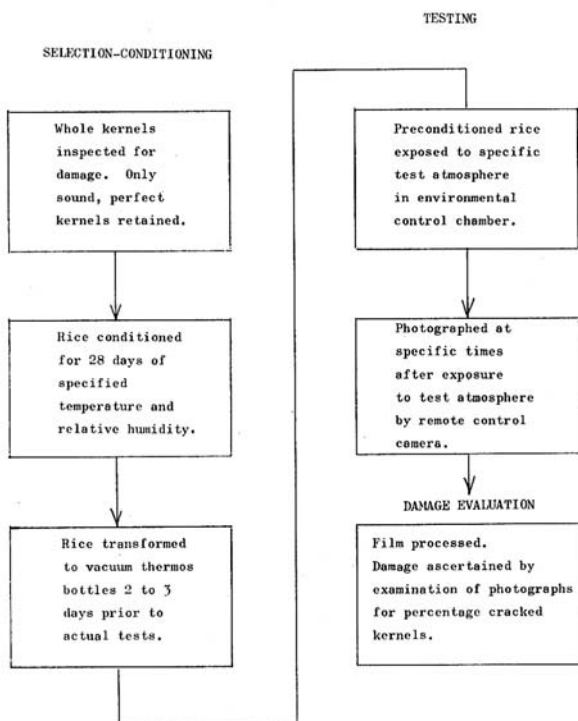 SELECTION-CONDITIONING
Whole kernels
inspected for
damage. Only
sound, perfect
kernels retained.
Rice conditioned
for 28 days of
specified
temperature and
relative humidity.
Rice transformed
to vacuum thermos
bottles 2 to 3
days prior to
actual tests.
TESTING
Preconditioned rice
exposed to specific
test atmosphere
in environmental
control chamber.
Photographed at
specific times
after exposure
to test atmosphere
by remote control
camera.
DAMAGE EVALUATION
Film processed.
Damage ascertained by
examination of photographs
for percentage cracked
kernels.